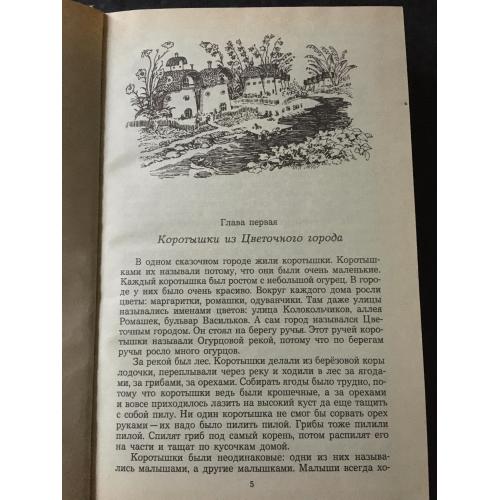 Глава первая
Коротышки из Цветочного города
В одном сказочном городе жили коротышки. Коротыш-
ками их называли потому, что они были очень маленькие.
Каждый коротышка был ростом с небольшой огурец. В горо-
де у них было очень красиво. Вокруг каждого дома росли
цветы: маргаритки, ромашки, одуванчики. Там даже улицы
назывались именами цветов: улица Колокольчиков, аллея
Ромашек, бульвар Васильков. А сам город назывался Цве-
точным городом. Он стоял на берегу ручья. Этот ручей коро-
тышки называли Огурцовой рекой, потому что по берегам
ручья росло много огурцов.
За рекой был лес. Коротышки делали из берёзовой коры
лодочки, переплывали через реку и ходили в лес за ягода-
ми, за грибами, за орехами. Собирать ягоды было трудно, по-
тому что коротышки ведь были крошечные, а за орехами
и вовсе приходилось лазить на высокий куст да ещё тащить
с собой пилу. Ни один коротышка не смог бы сорвать орех
руками — их надо было пилить пилой. Грибы тоже пилили
пилой. Спилят гриб под самый корень, потом распилят его
на части и тащат по кусочкам домой.
Коротышки были неодинаковые: одни из них называ-
лись малышами, а другие малышками. Малыши всегда хо-
5